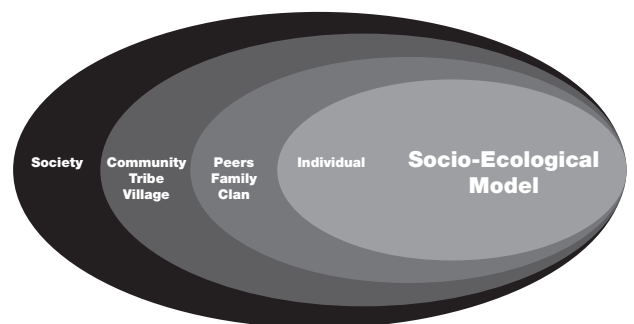 Society
Community
Tribe
Village
Peers
Family
Clan
Individual
Socio-Ecological
Model